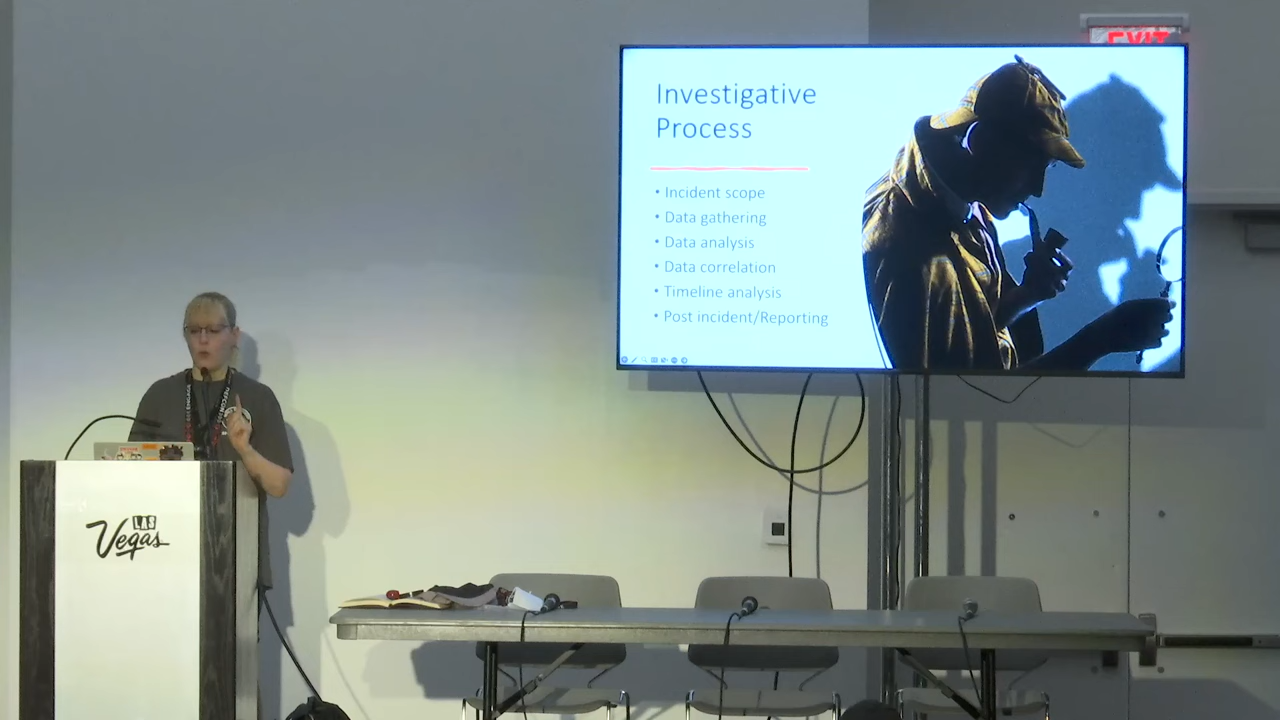 EXIT
Investigative
Process
• Incident scope
• Data gathering
• Data analysis
• Data correlation
• Timeline analysis
• Post incident/Reporting
LAS
Vegas